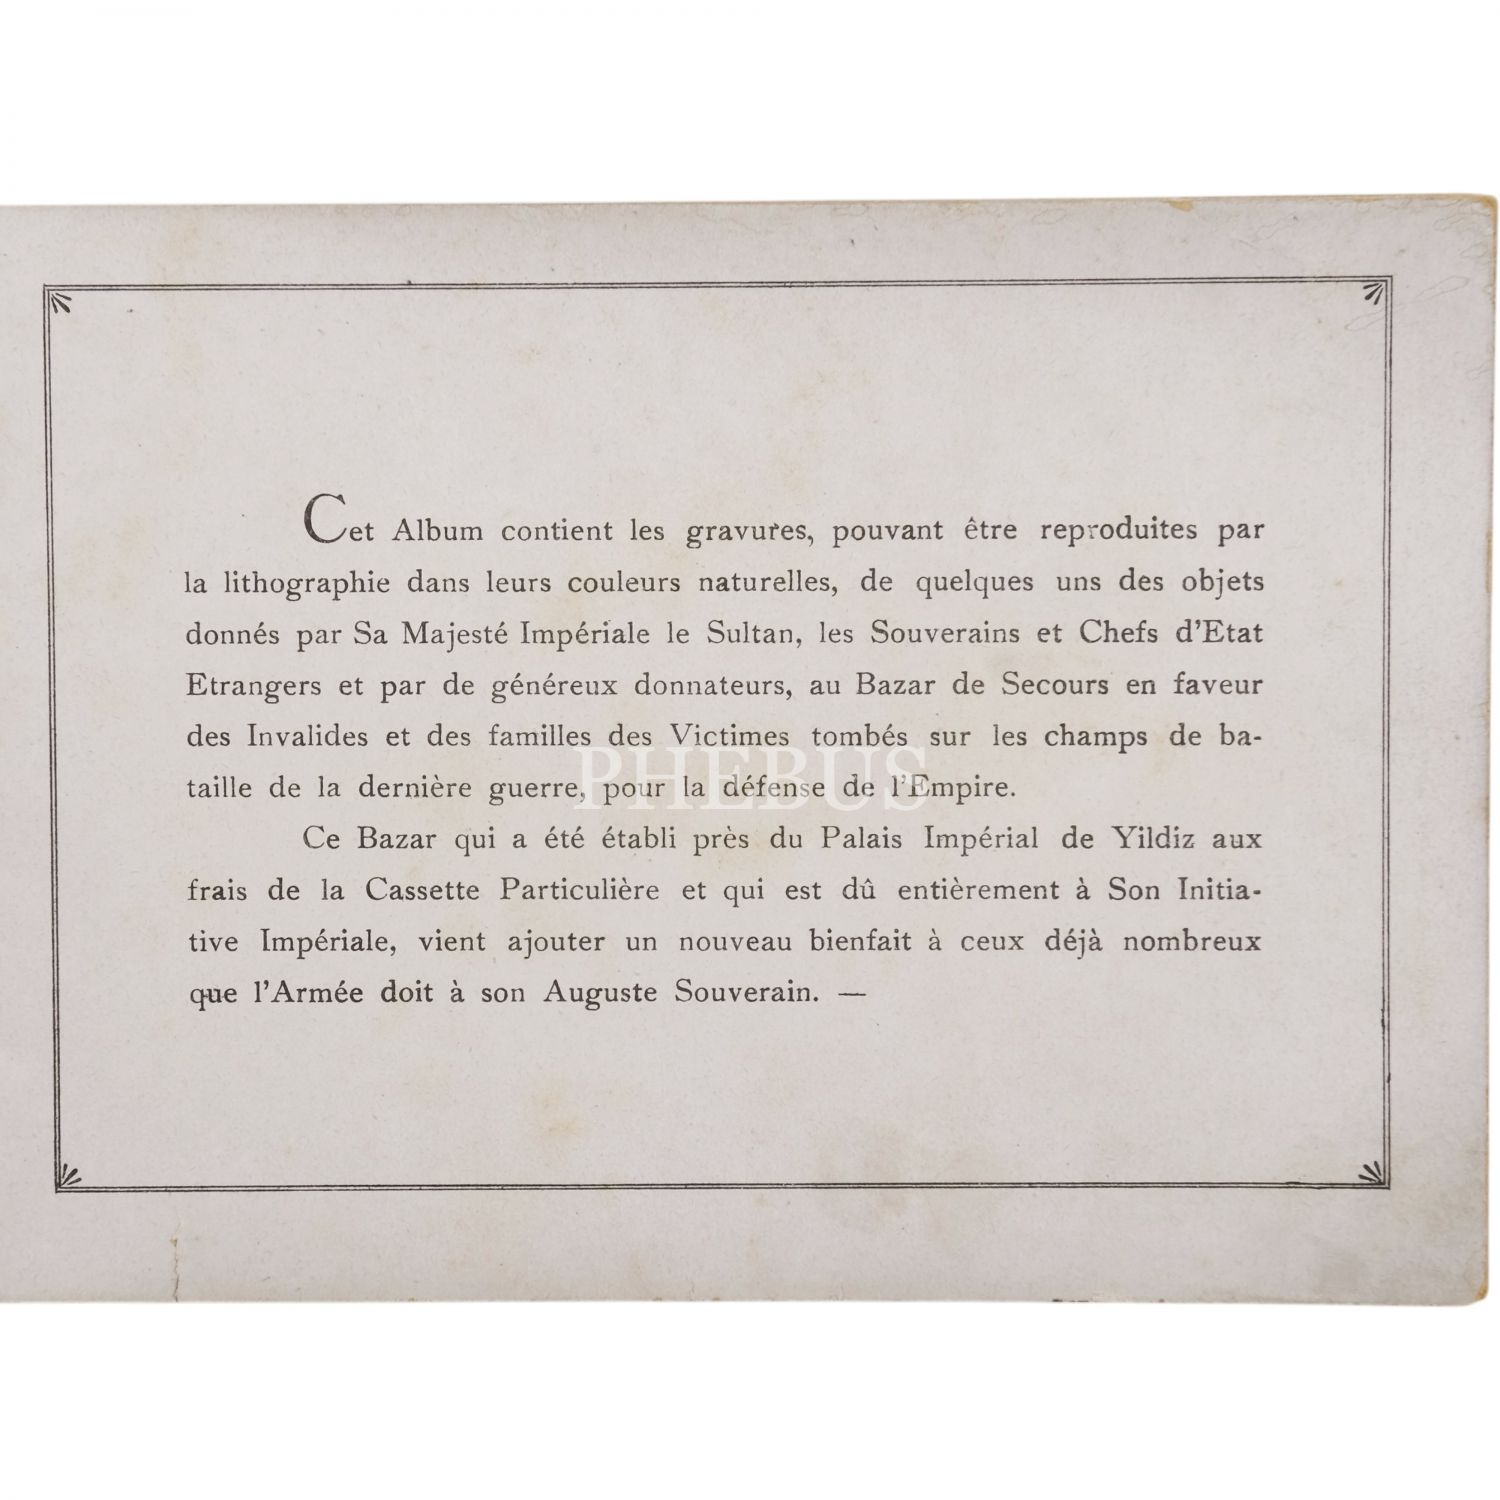 Cet Album contient les gravures, pouvant être reproduites par
la lithographie dans leurs couleurs naturelles, de quelques uns des objets
donnés par Sa Majesté Impériale le Sultan, les Souverains et Chefs d'Etat
Etrangers et par de généreux donnateurs, au Bazar de Secours en faveur
des Invalides et des familles des Victimes tombés sur les champs de ba-
taille de la dernière guerre, pour la défense de l'Empire.
PHEBUS
Ce Bazar qui a été établi près du Palais Impérial de Yildiz aux
frais de la Cassette Particulière et qui est dû entièrement à Son Initia-
tive Impériale, vient ajouter un nouveau bienfait à ceux déjà nombreux
que l'Armée doit à son Auguste Souverain. —